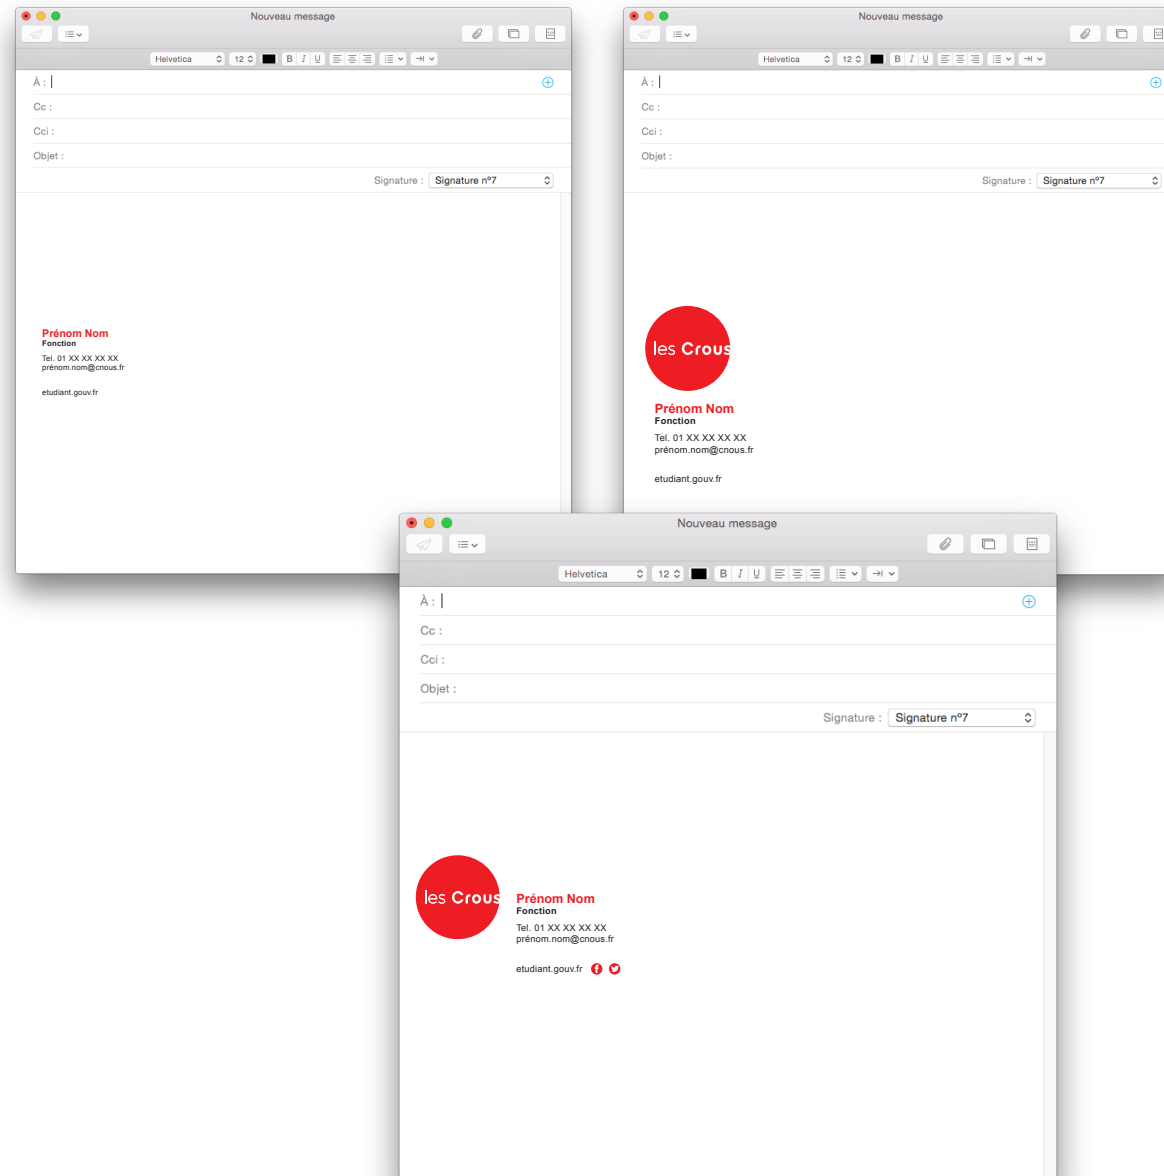 Nouveau message
Helvetica 12 B I U
À :
Cc :
Cci :
Objet :
Signature : Signature nº7
Prénom Nom
Fonction
Tel. 01 XX XX XX XX
prénom.nom@cnous.fr
etudiant.gouv.fr
Nouveau message
Helvetica 12 B I U
À :
Cc :
Cci :
Objet :
Signature : Signature nº7
les Crous
Prénom Nom
Fonction
Tel. 01 XX XX XX XX
prénom.nom@cnous.fr
etudiant.gouv.fr
Nouveau message
Helvetica 12 B I U
À :
Cc :
Cci :
Objet :
Signature : Signature nº7
les Crous
Prénom Nom
Fonction
Tel. 01 XX XX XX XX
prénom.nom@cnous.fr
etudiant.gouv.fr